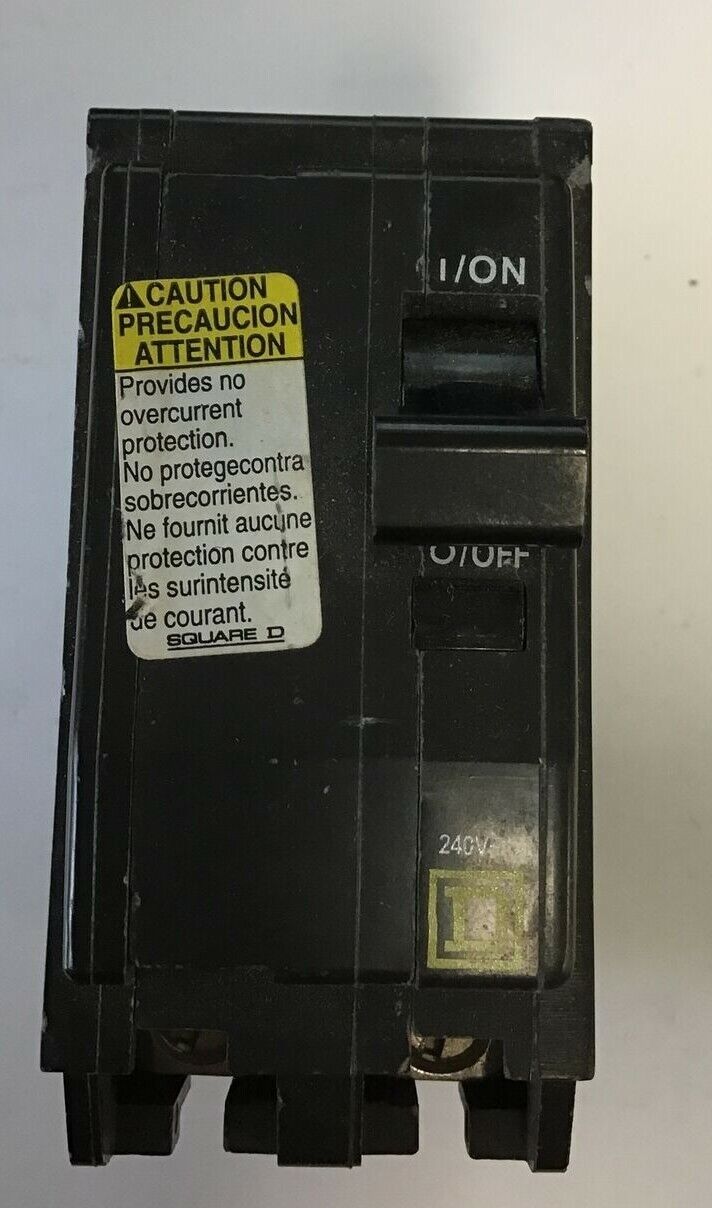 I/ON
CAUTION
PRECAUCION
ATTENTION
Provides no
overcurrent
protection.
No protegecontra
sobrecorrientes.
Ne fournit aucune
protection contre
les surintensité
de courant.
SQUARE D
O/OFF
240V
D